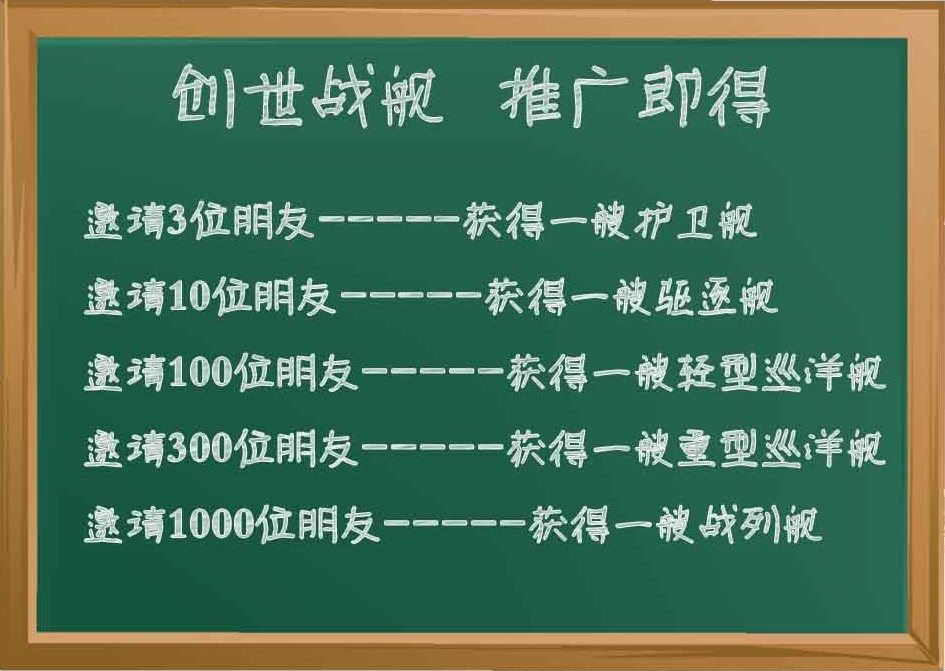 创世战舰 推广即得
邀请3位朋友-----获得一艘护卫舰
邀请10位朋友-----获得一艘驱逐舰
邀请100位朋友-----获得一艘轻型巡洋舰
邀请300位朋友-----获得一艘重型巡洋舰
邀请1000位朋友-----获得一艘战列舰